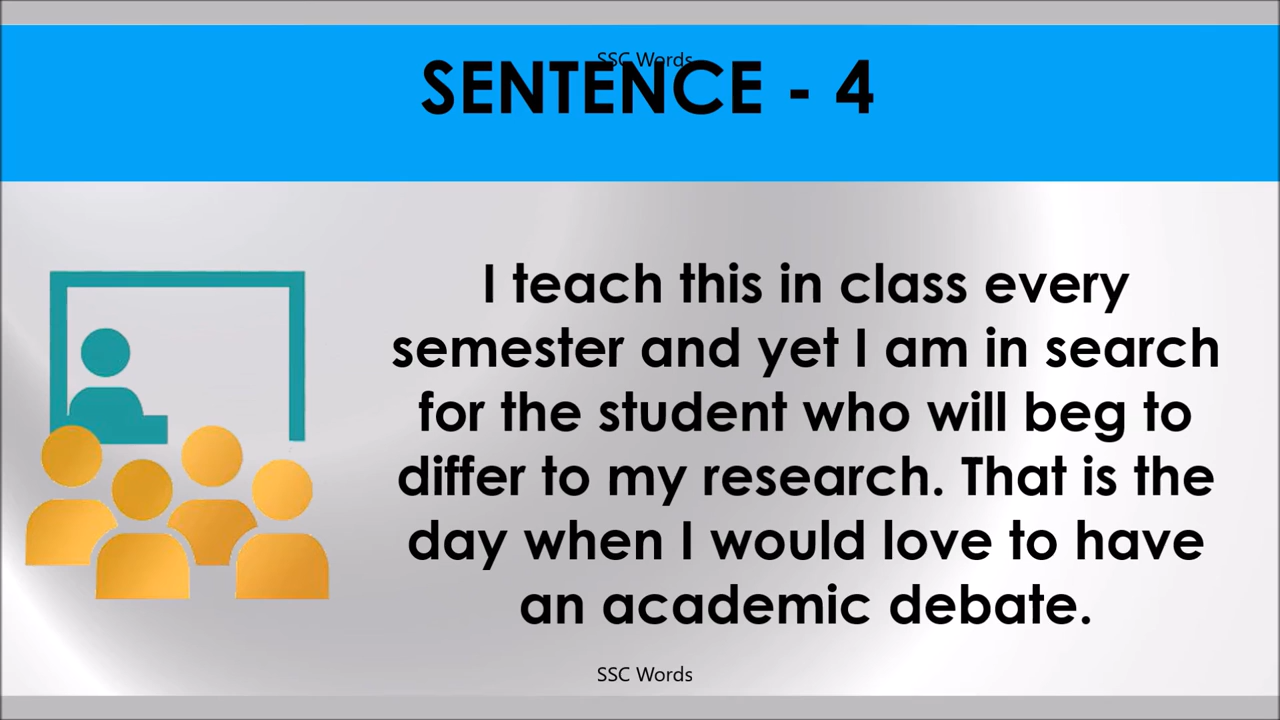 SSC Words
SENTENCE - 4
I teach this in class every
semester and yet I am in search
for the student who will beg to
differ to my research. That is the
day when I would love to have
an academic debate.
SSC Words